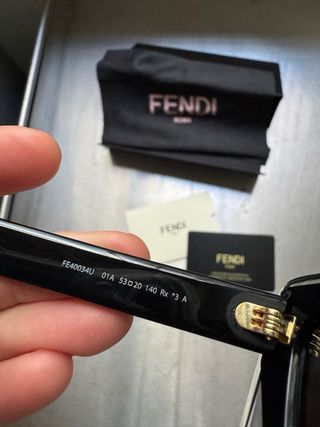 FENDI
ROMA
FENDI
FENDI
FE40034U 01A 53□20 140 Rx *3 A